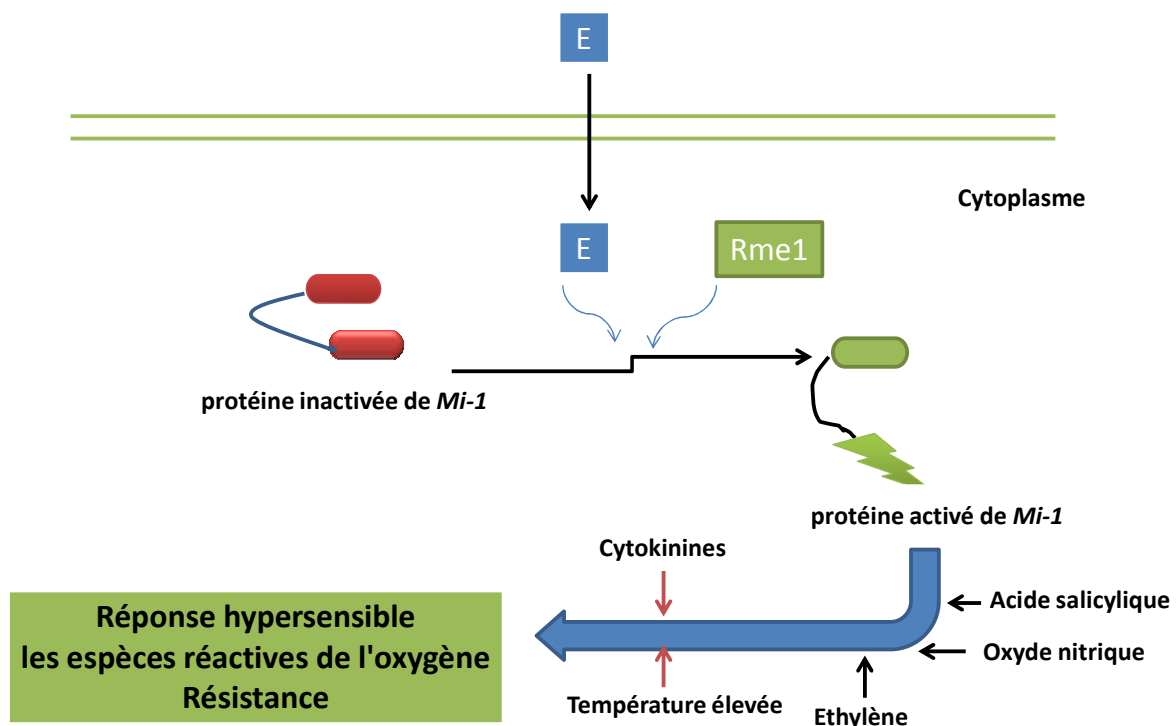 E
Cytoplasme
E
Rme1
protéine inactivée de Mi-1
protéine activé de Mi-1
Cytokinines
Acide salicylique
Réponse hypersensible
les espèces réactives de l'oxygène
Résistance
Oxyde nitrique
Température élevée
Ethylène